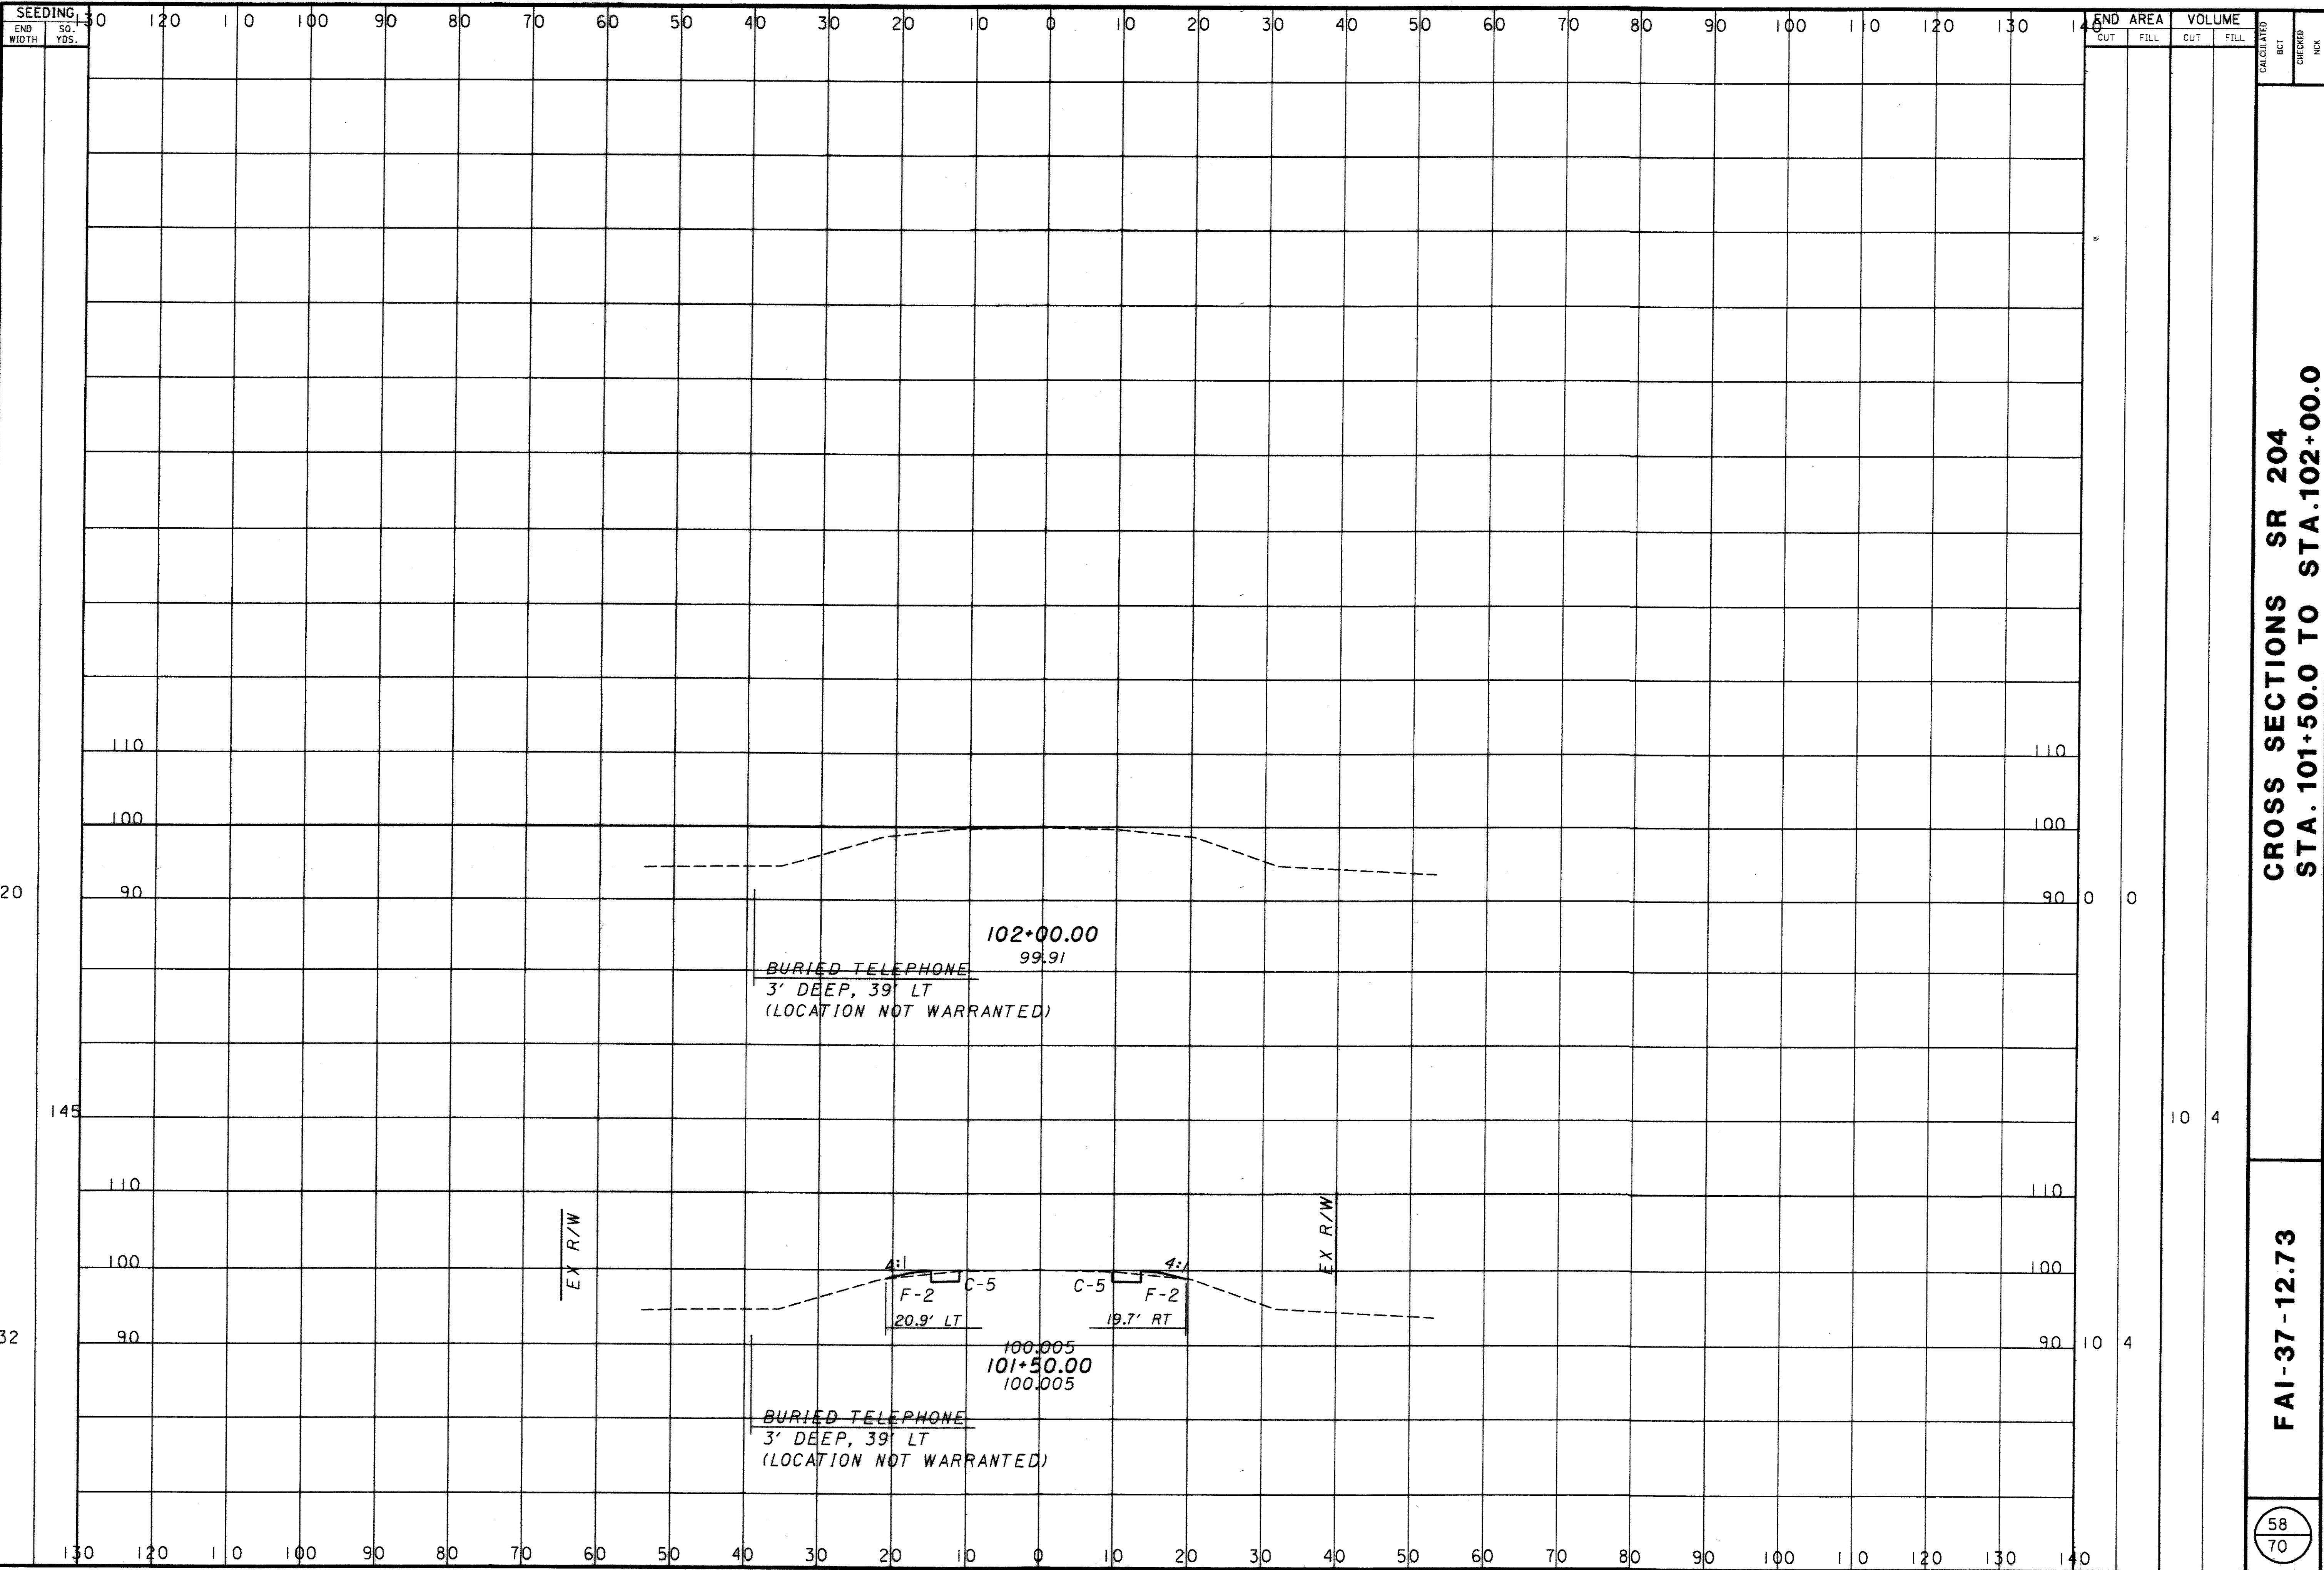 SEEDING
END WIDTH
SQ. YDS.
130 120 110 100 90 80 70 60 50 40 30 20 10 0 10 20 30 40 50 60 70 80 90 100 110 120 130 140
END AREA
VOLUME
CUT FILL CUT FILL
CALCULATED
BCT
CHECKED
NCK
110 110
100 100
20 90 90 0 0
102+00.00
99.91
BURIED TELEPHONE
3' DEEP, 39' LT
(LOCATION NOT WARRANTED)
145 10 4
110 110
EX R/W EX R/W
100 4:1 4:1 100
C-5 C-5
F-2 F-2
20.9' LT 19.7' RT
32 90 90 10 4
100.005
101+50.00
100.005
BURIED TELEPHONE
3' DEEP, 39' LT
(LOCATION NOT WARRANTED)
130 120 110 100 90 80 70 60 50 40 30 20 10 0 10 20 30 40 50 60 70 80 90 100 110 120 130 140
CROSS SECTIONS SR 204
STA. 101+50.0 TO STA.102+00.0
FAI-37-12.73
58
70